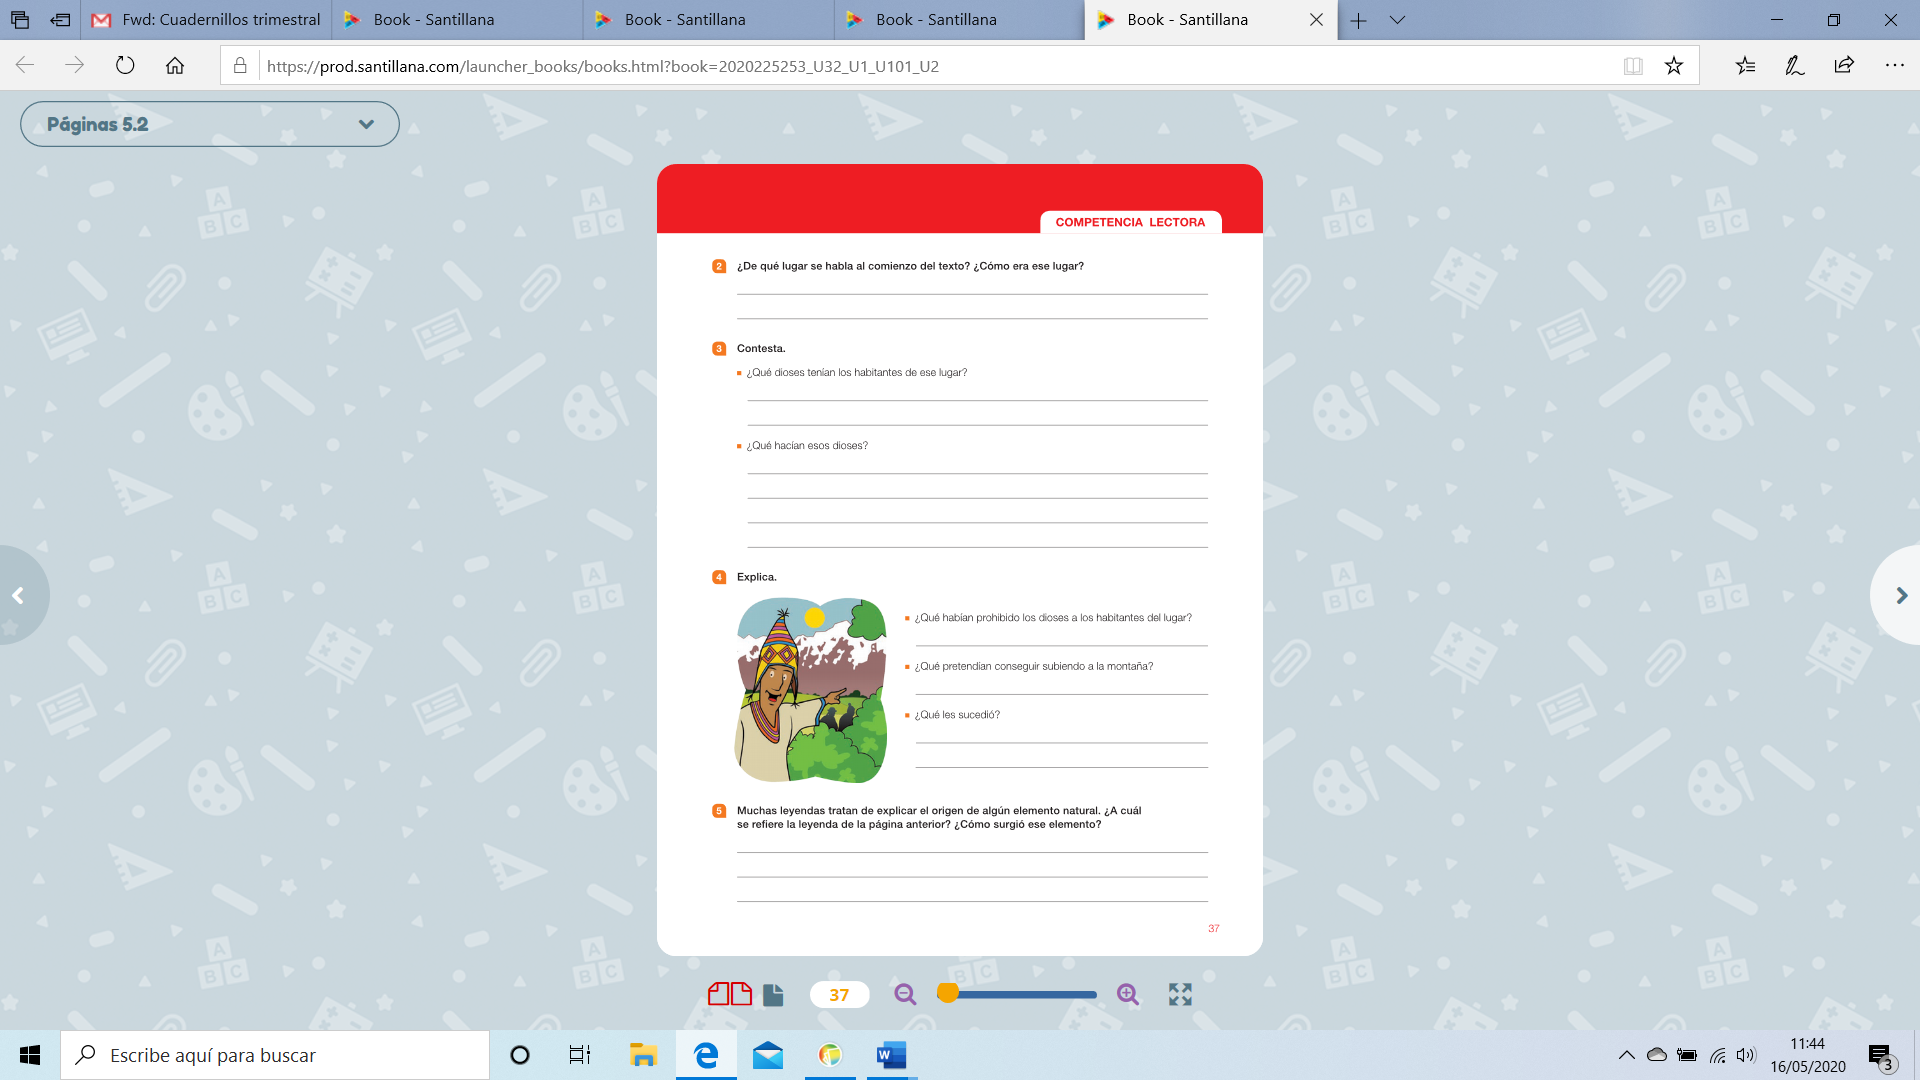 Fwd: Cuadernillos trimestral
Book - Santillana
Book - Santillana
Book - Santillana
Book - Santillana
https://prod.santillana.com/launcher_books/books.html?book=2020225253_U32_U1_U101_U2
Páginas 5.2
COMPETENCIA LECTORA
2 ¿De qué lugar se habla al comienzo del texto? ¿Cómo era ese lugar?
3 Contesta.
¿Qué dioses tenían los habitantes de ese lugar?
¿Qué hacían esos dioses?
4 Explica.
¿Qué habían prohibido los dioses a los habitantes del lugar?
¿Qué pretendían conseguir subiendo a la montaña?
¿Qué les sucedió?
5 Muchas leyendas tratan de explicar el origen de algún elemento natural. ¿A cuál
se refiere la leyenda de la página anterior? ¿Cómo surgió ese elemento?
37
37
Escribe aquí para buscar
11:44
16/05/2020
3